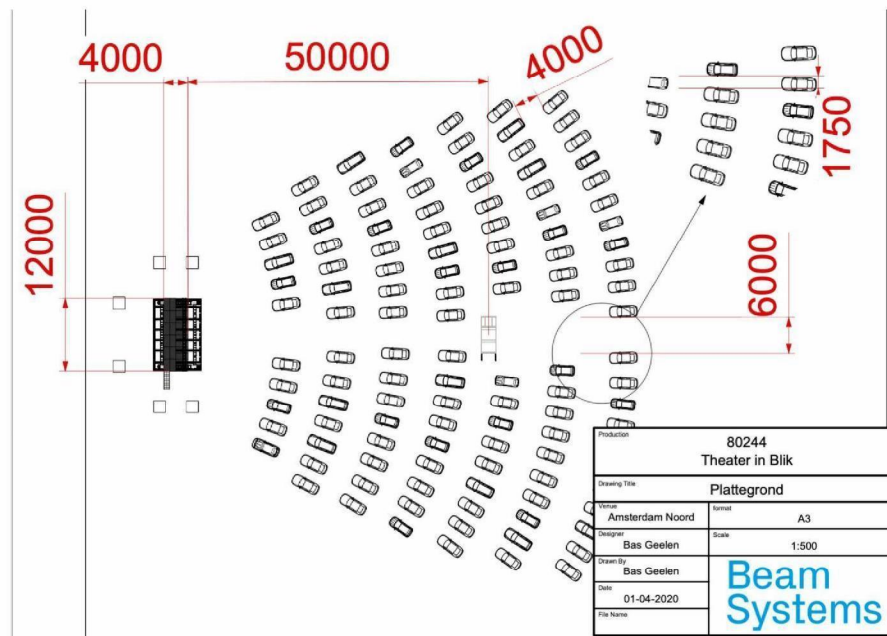 4000
50000
4000
1750
12000
6000
Production
80244
Theater in Blik
Drawing Title
Plattegrond
Venue
Amsterdam Noord
format
A3
Designer
Bas Geelen
Scale
1:500
Drawn By
Bas Geelen
Date
01-04-2020
File Name
Beam
Systems